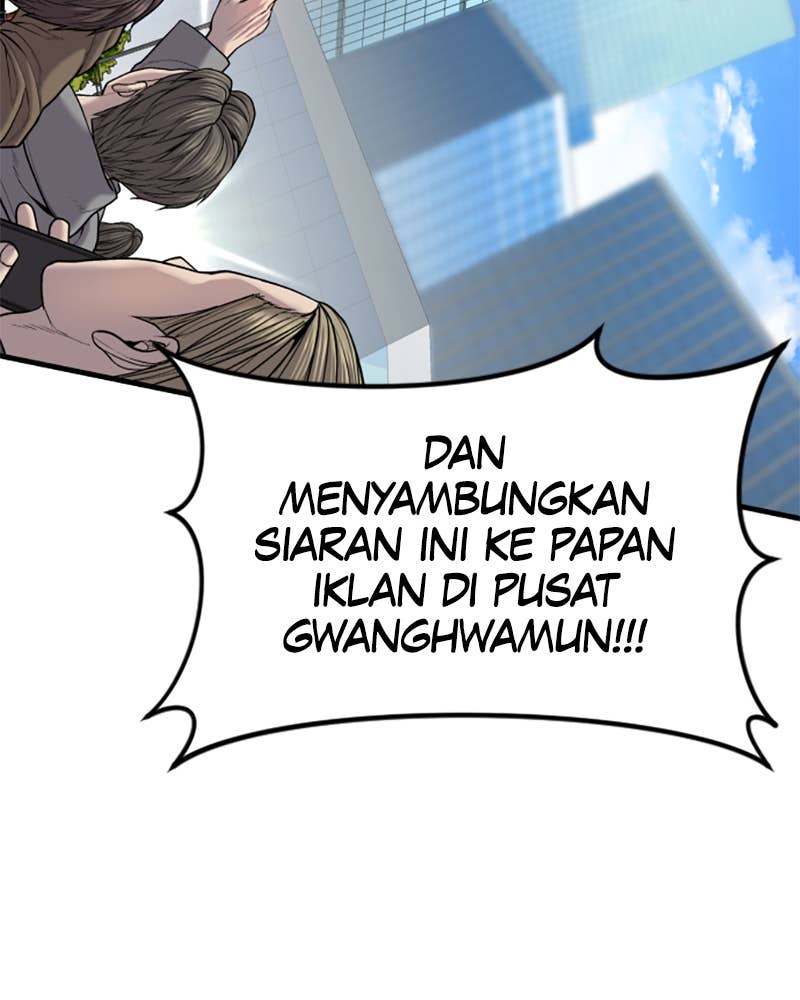 DAN
MENYAMBUNGKAN
SIARAN INI KE PAPAN
IKLAN DI PUSAT
GWANGHWAMUN!!!